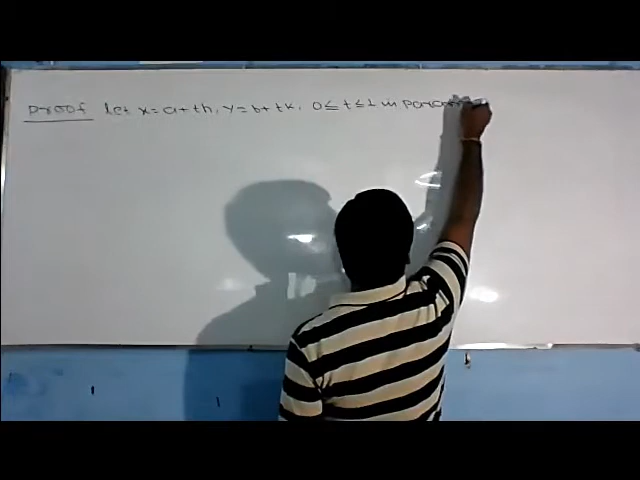 Proof let x = a + th, y = b + tk, 0 ≤ t ≤ 1 in